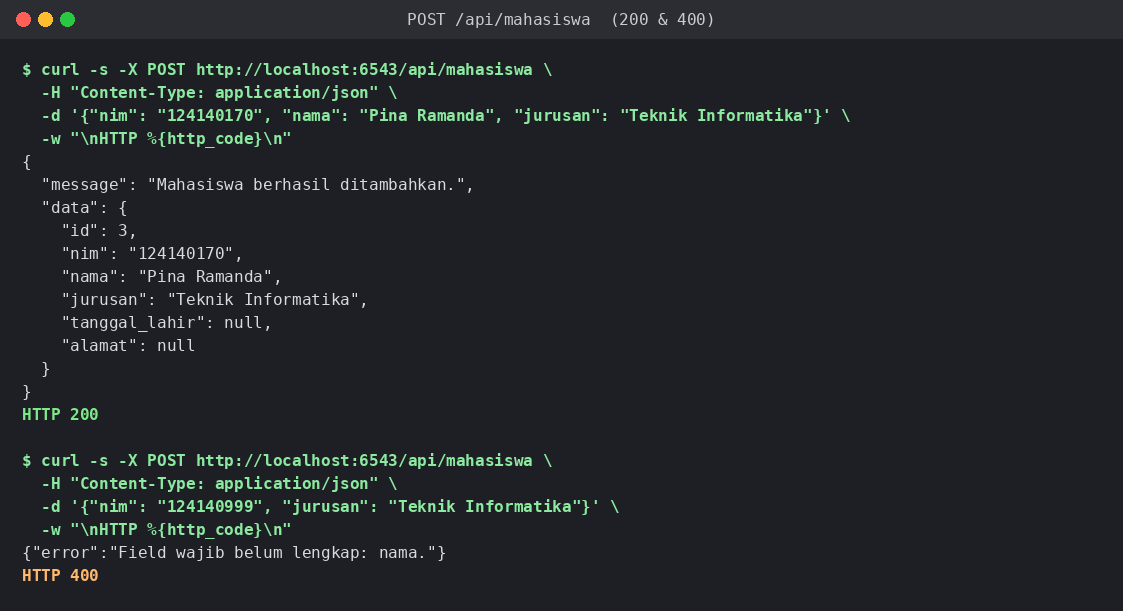 POST /api/mahasiswa  (200 & 400)
$ curl -s -X POST http://localhost:6543/api/mahasiswa \
  -H "Content-Type: application/json" \
  -d '{"nim": "124140170", "nama": "Pina Ramanda", "jurusan": "Teknik Informatika"}' \
  -w "\nHTTP %{http_code}\n"
{
  "message": "Mahasiswa berhasil ditambahkan.",
  "data": {
    "id": 3,
    "nim": "124140170",
    "nama": "Pina Ramanda",
    "jurusan": "Teknik Informatika",
    "tanggal_lahir": null,
    "alamat": null
  }
}
HTTP 200
$ curl -s -X POST http://localhost:6543/api/mahasiswa \
  -H "Content-Type: application/json" \
  -d '{"nim": "124140999", "jurusan": "Teknik Informatika"}' \
  -w "\nHTTP %{http_code}\n"
{"error":"Field wajib belum lengkap: nama."}
HTTP 400